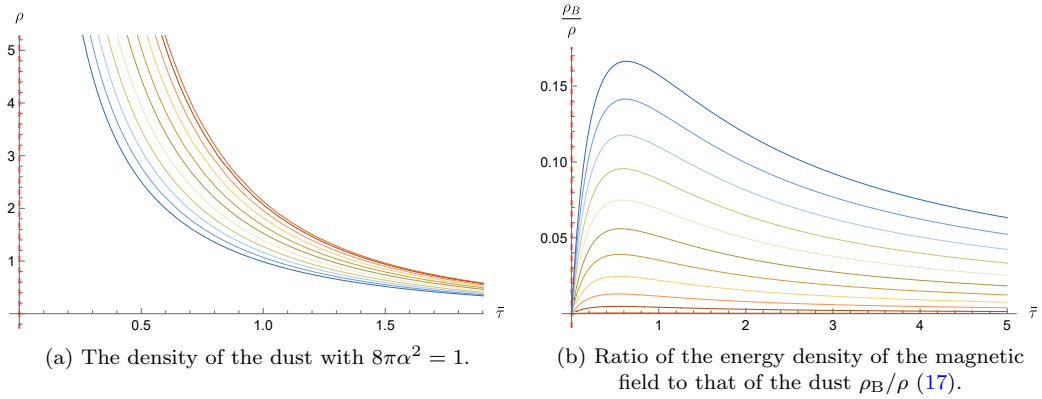 ρ
5
4
3
2
1
0.5
1.0
1.5
τ̄
(a) The density of the dust with 8πα² = 1.
ρ_B
ρ
0.15
0.10
0.05
1
2
3
4
5
τ̄
(b) Ratio of the energy density of the magnetic
field to that of the dust ρ_B/ρ (17).